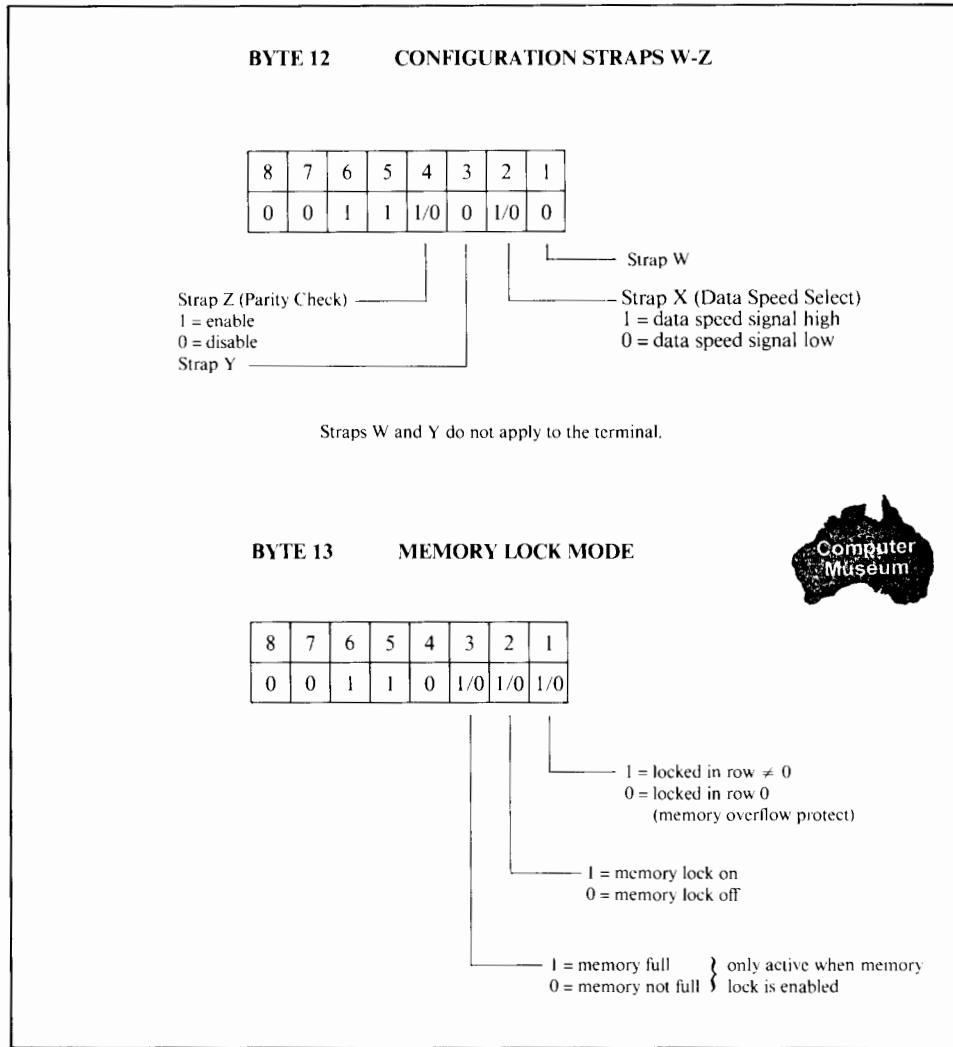 BYTE 12 CONFIGURATION STRAPS W-Z
8 7 6 5 4 3 2 1
0 0 1 1 1/0 0 1/0 0
Strap W
Strap Z (Parity Check)
1 = enable
0 = disable
Strap Y
Strap X (Data Speed Select)
1 = data speed signal high
0 = data speed signal low
Straps W and Y do not apply to the terminal.
Computer
Museum
BYTE 13 MEMORY LOCK MODE
8 7 6 5 4 3 2 1
0 0 1 1 0 1/0 1/0 1/0
1 = locked in row ≠ 0
0 = locked in row 0
(memory overflow protect)
1 = memory lock on
0 = memory lock off
1 = memory full } only active when memory
0 = memory not full lock is enabled